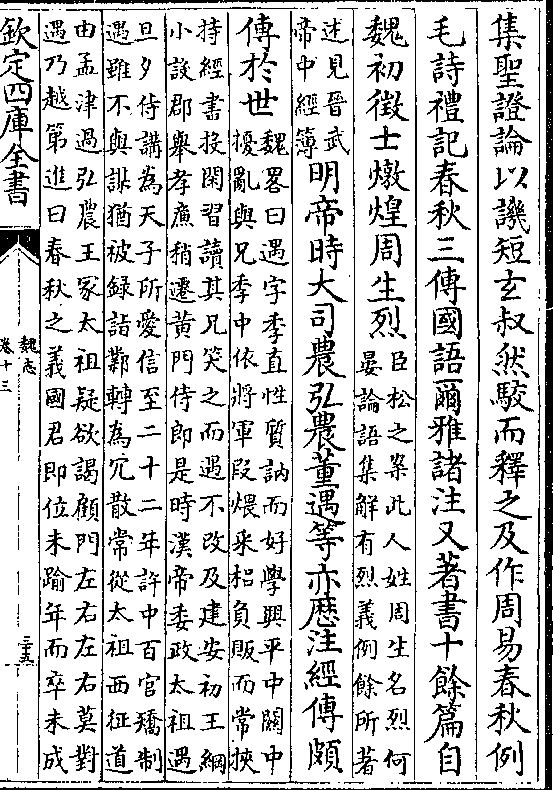 集聖證論以譏短玄叔然駮而釋之及作周易春秋例
毛詩禮記春秋三傳國語爾雅諸注又著書十餘篇自
魏初徴士燉煌周生烈
臣松之案此人姓周生名烈何
晏論語集解有烈義例餘所著
述見晉武
帝中經簿
明帝時大司農弘農董遇等亦歴注經傳頗
傳於世
魏畧曰遇字季直性質訥而好學興平中關中
擾亂與兄季中依將軍段煨采梠負販而常挾
持經書投閑習讀其兄笑之而遇不改及建安初王綱
小設郡舉孝亷稍遷黄門侍郎是時漢帝委政太祖遇
旦夕侍講為天子所愛信至二十二年許中百官矯制
遇雖不與謀猶被録詣鄴轉為冗散常從太祖西征道
由孟津過弘農王冢太祖疑欲謁顧門左右左右莫對
遇乃越第進曰春秋之義國君即位未踰年而卒未成
欽定四庫全書
魏志
卷十三
三十五